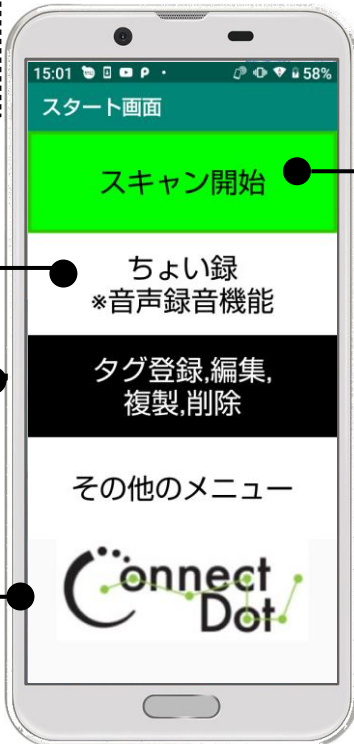 15:01
58%
スタート画面
スキャン開始
ちょい録
※音声録音機能
タグ登録,編集,
複製,削除
その他のメニュー
Connect
Dot